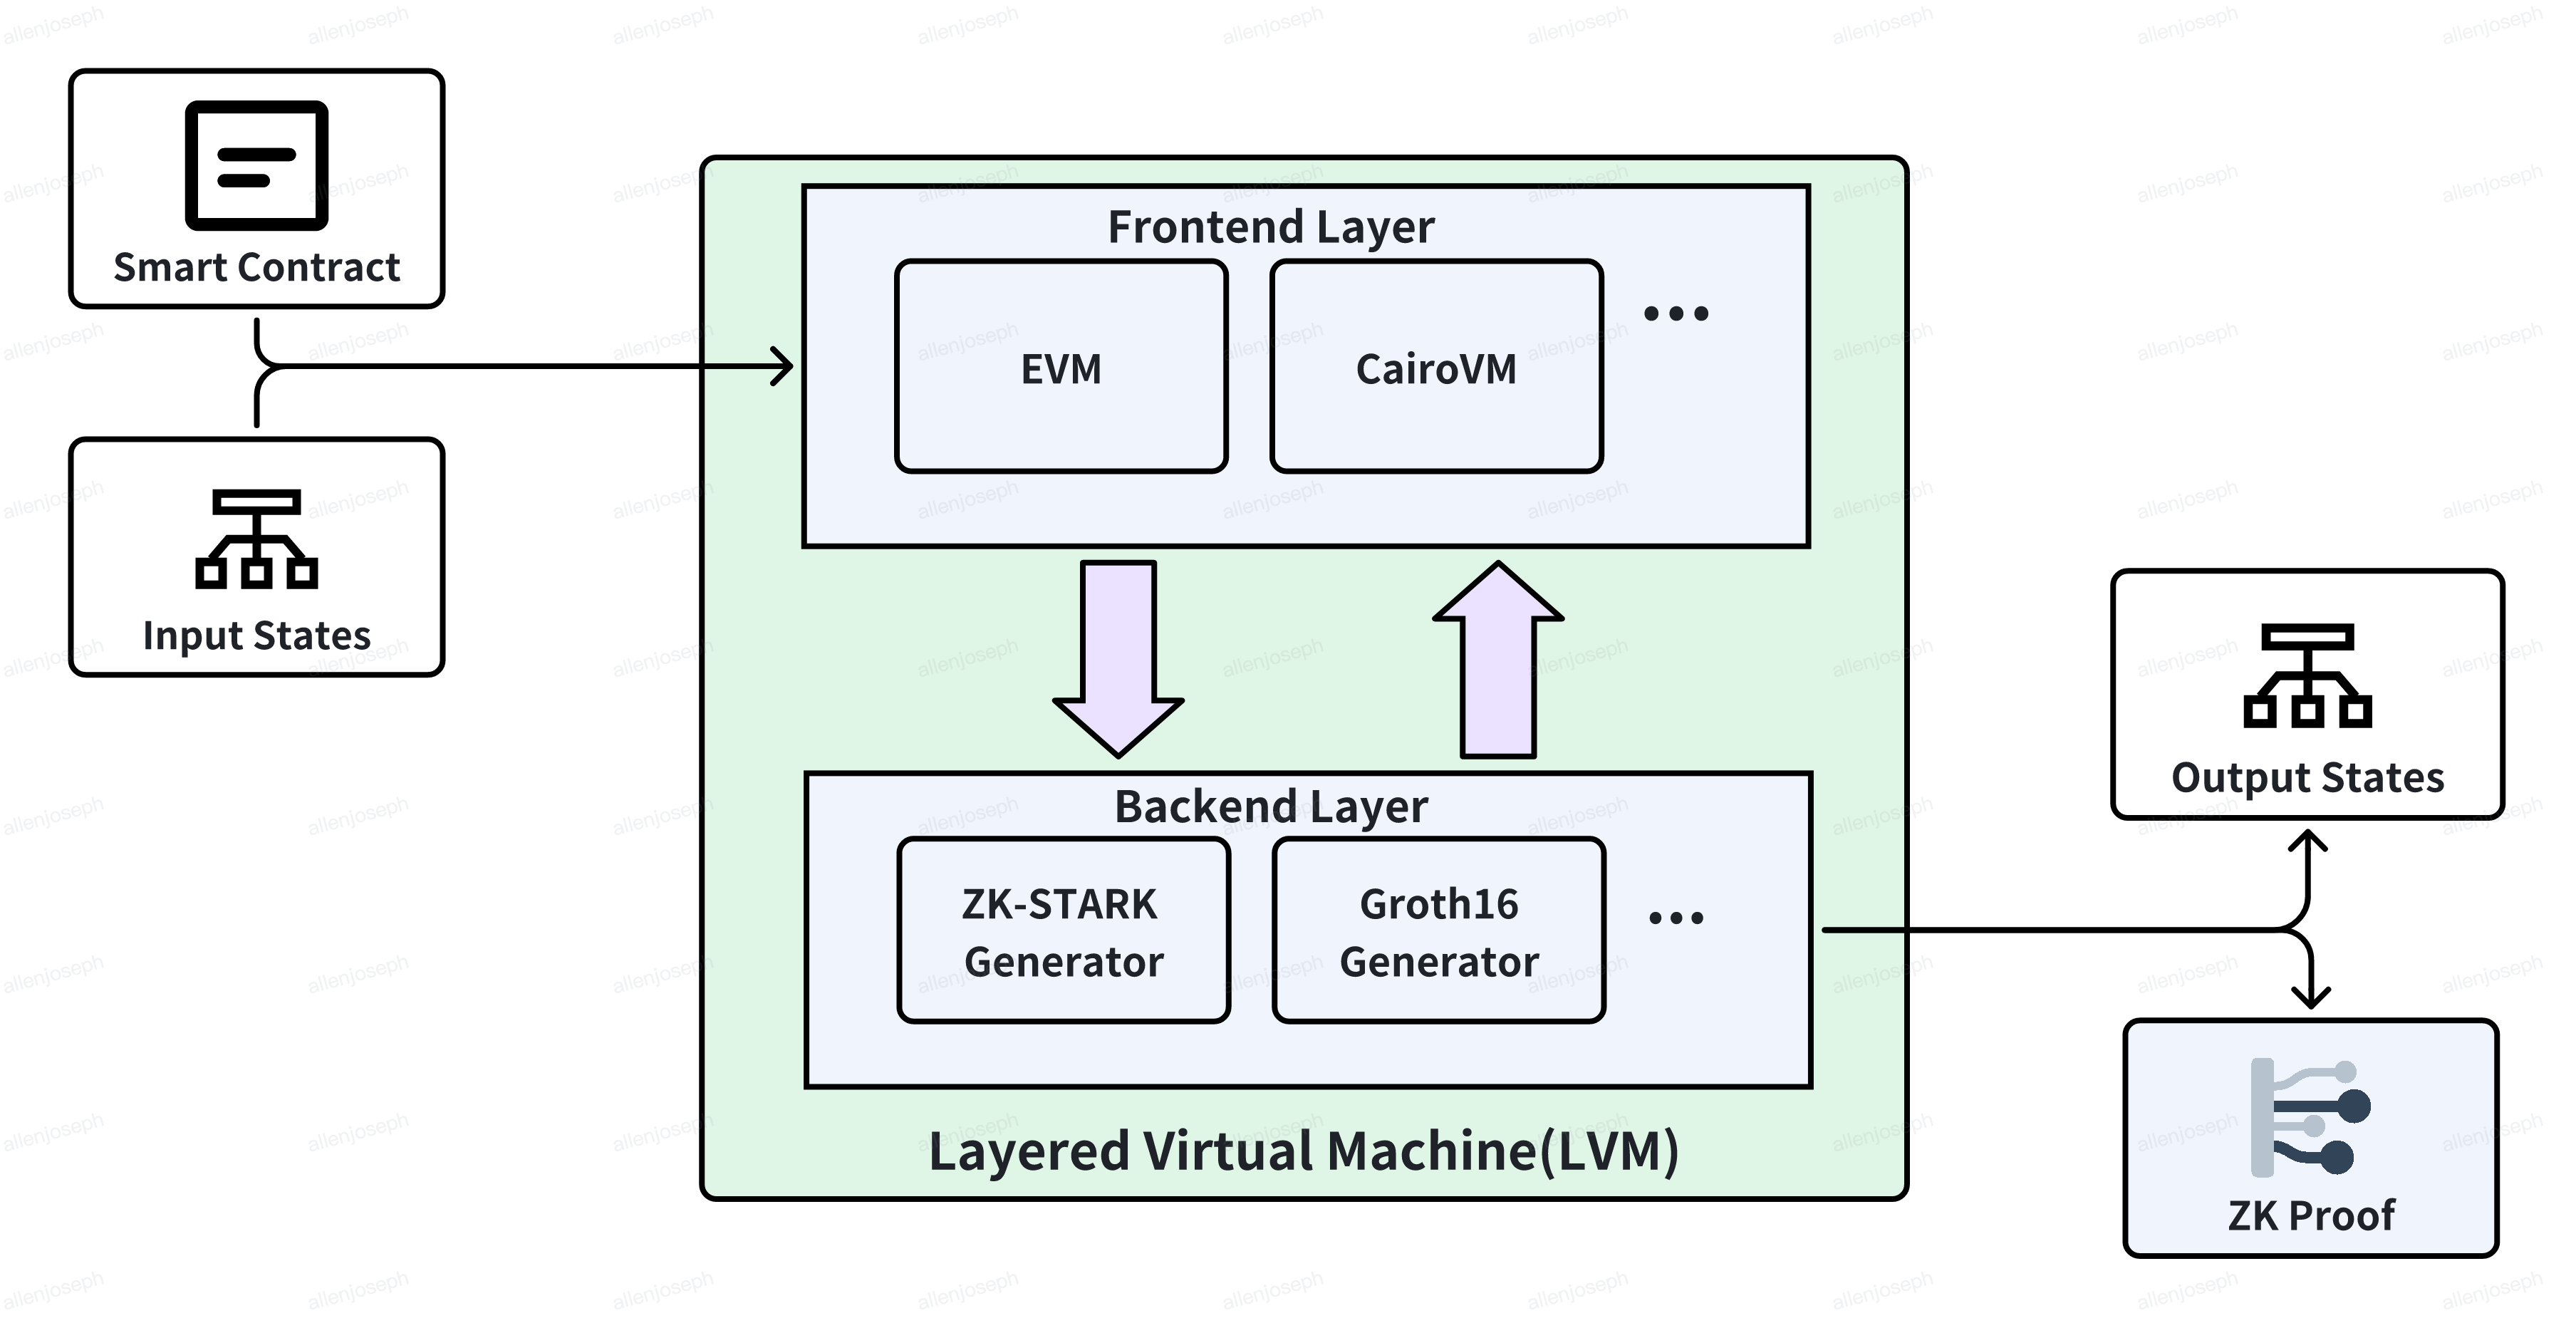 Smart Contract
Input States
Frontend Layer
EVM
CairoVM
...
Backend Layer
ZK-STARK
Generator
Groth16
Generator
...
Layered Virtual Machine(LVM)
Output States
ZK Proof
allenjoseph